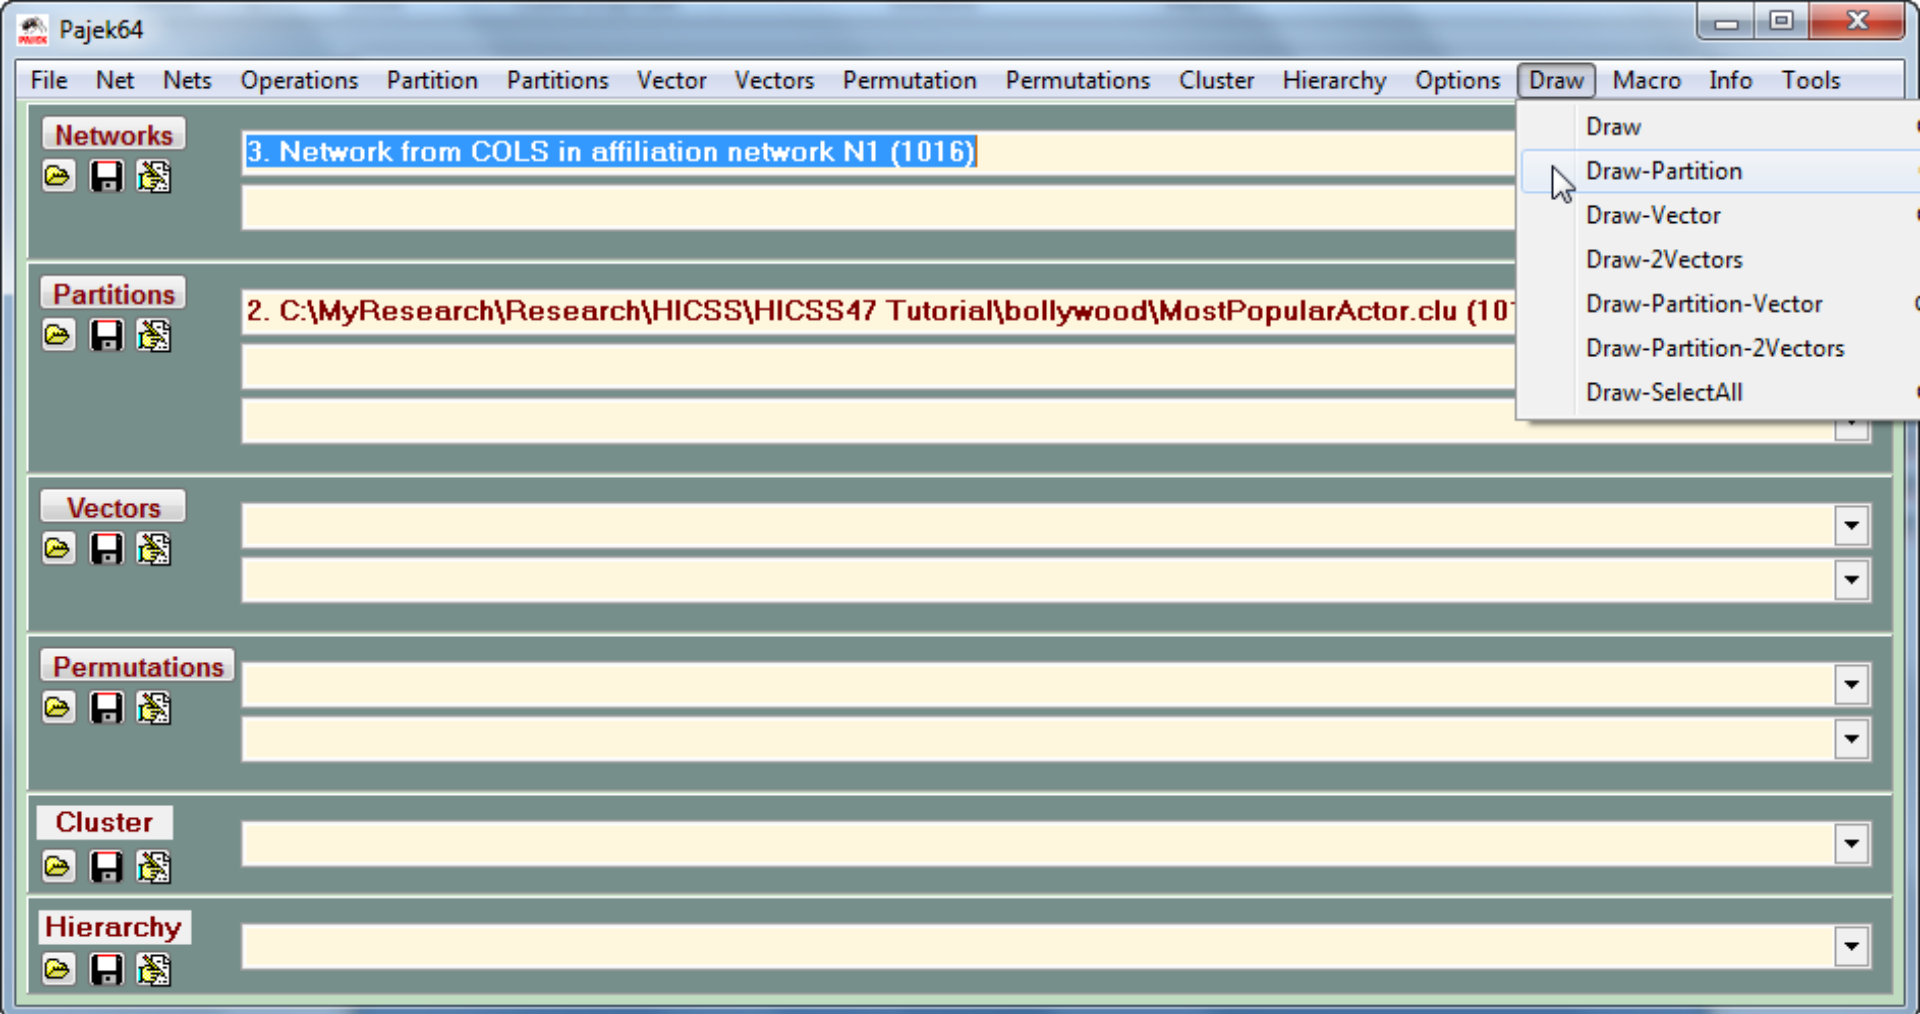 Pajek64
File Net Nets Operations Partition Partitions Vector Vectors Permutation Permutations Cluster Hierarchy Options Draw Macro Info Tools
Draw
Draw-Partition
Draw-Vector
Draw-2Vectors
Draw-Partition-Vector
Draw-Partition-2Vectors
Draw-SelectAll
Networks
3. Network from COLS in affiliation network N1 (1016)
Partitions
2. C:\MyResearch\Research\HICSS\HICSS47 Tutorial\bollywood\MostPopularActor.clu
Vectors
Permutations
Cluster
Hierarchy